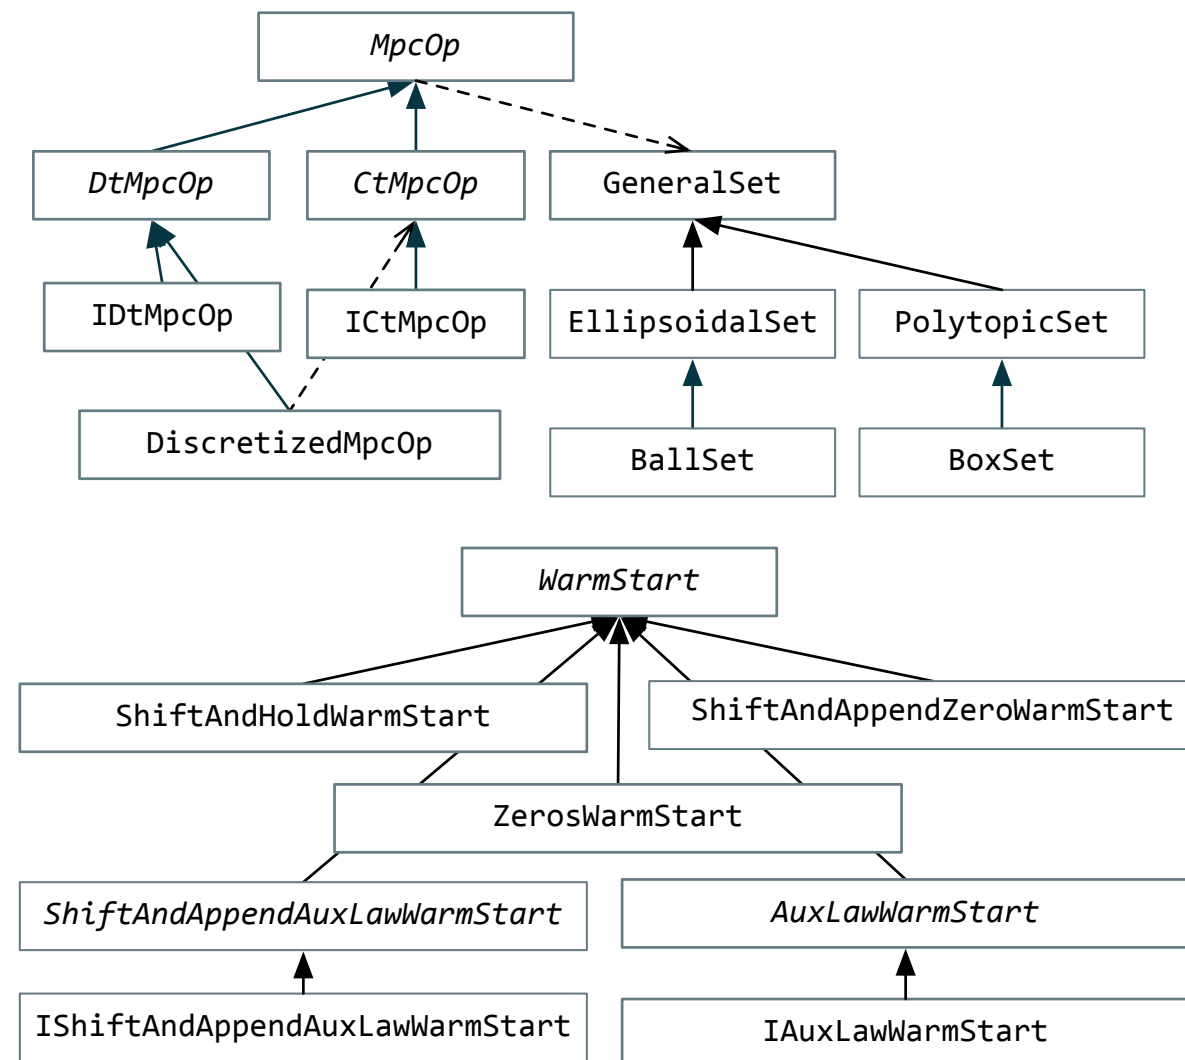 MpcOp
DtMpcOp
CtMpcOp
GeneralSet
IDtMpcOp
ICtMpcOp
EllipsoidalSet
PolytopicSet
DiscretizedMpcOp
BallSet
BoxSet
WarmStart
ShiftAndHoldWarmStart
ShiftAndAppendZeroWarmStart
ZerosWarmStart
ShiftAndAppendAuxLawWarmStart
AuxLawWarmStart
IShiftAndAppendAuxLawWarmStart
IAuxLawWarmStart